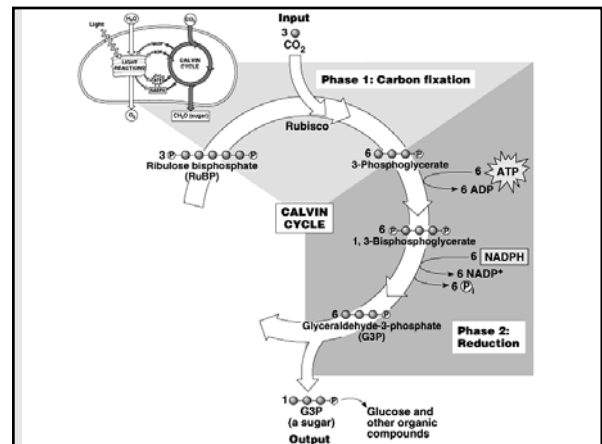 Input
3
CO2
Light
H2O
CO2
LIGHT
REACTIONS
CALVIN
CYCLE
O2
CH2O (sugar)
Phase 1: Carbon fixation
Rubisco
3 P P
Ribulose bisphosphate
(RuBP)
6 P
3-Phosphoglycerate
6 ATP
6 ADP
CALVIN
CYCLE
6 P P
1, 3-Bisphosphoglycerate
6 NADPH
6 NADP+
6 Pi
6 P
Glyceraldehyde-3-phosphate
(G3P)
Phase 2:
Reduction
1 P
G3P
(a sugar)
Output
Glucose and
other organic
compounds